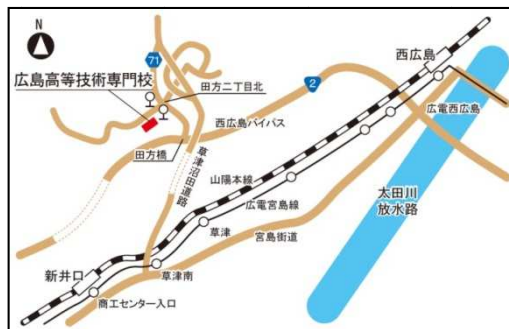 N
71
西広島
広島高等技術専門校
田方二丁目北
2
広電西広島
西広島バイパス
田方橋
草津沼田道路
山陽本線
太田川
放水路
広電宮島線
草津
宮島街道
新井口
草津南
商工センター入口